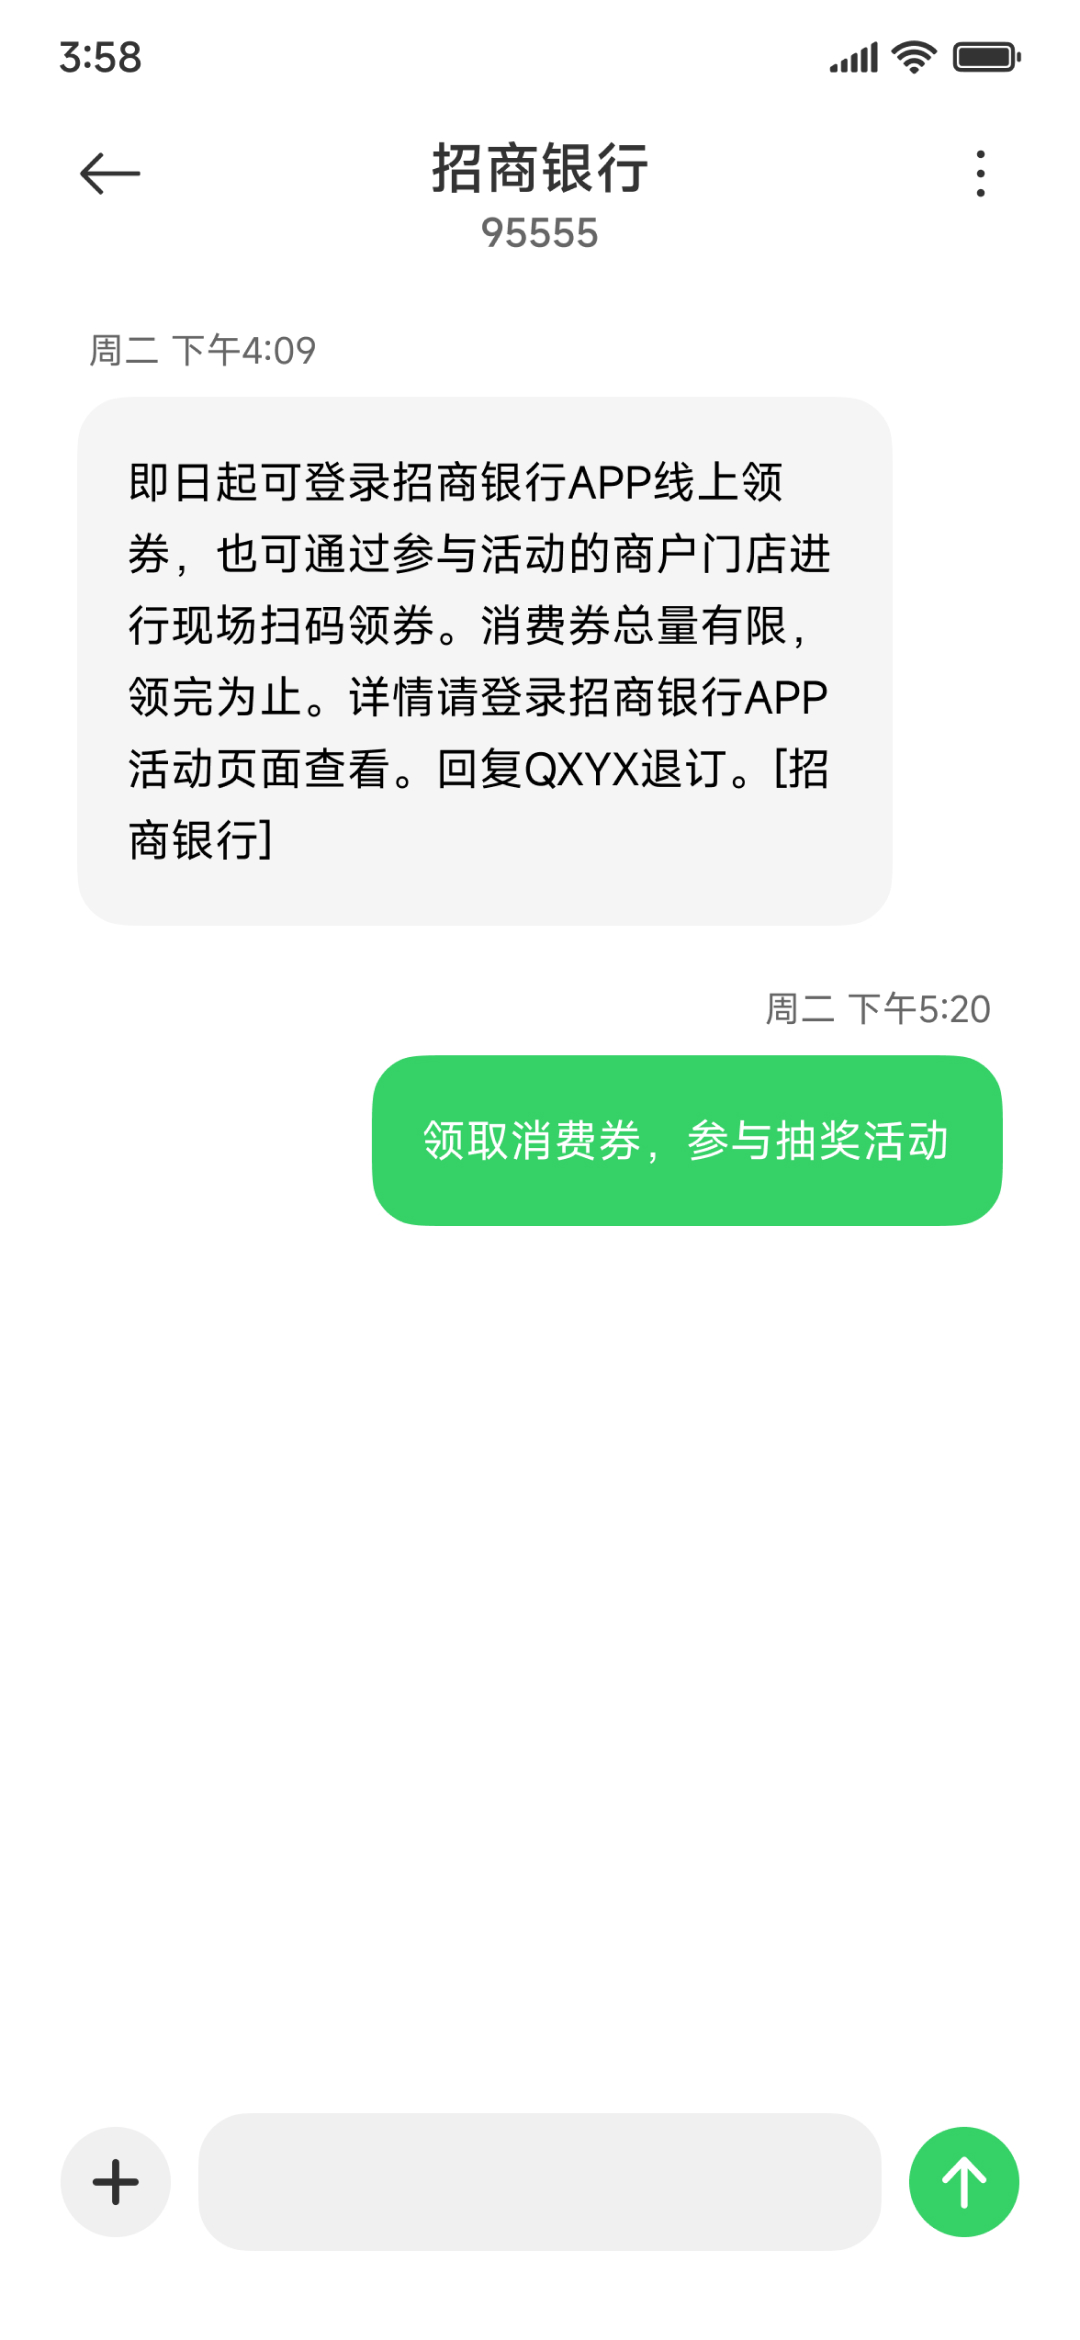 3:58
招商银行
95555
周二 下午4:09
即日起可登录招商银行APP线上领
券，也可通过参与活动的商户门店进
行现场扫码领券。消费券总量有限，
领完为止。详情请登录招商银行APP
活动页面查看。回复QXYX退订。[招
商银行]
周二 下午5:20
领取消费券，参与抽奖活动